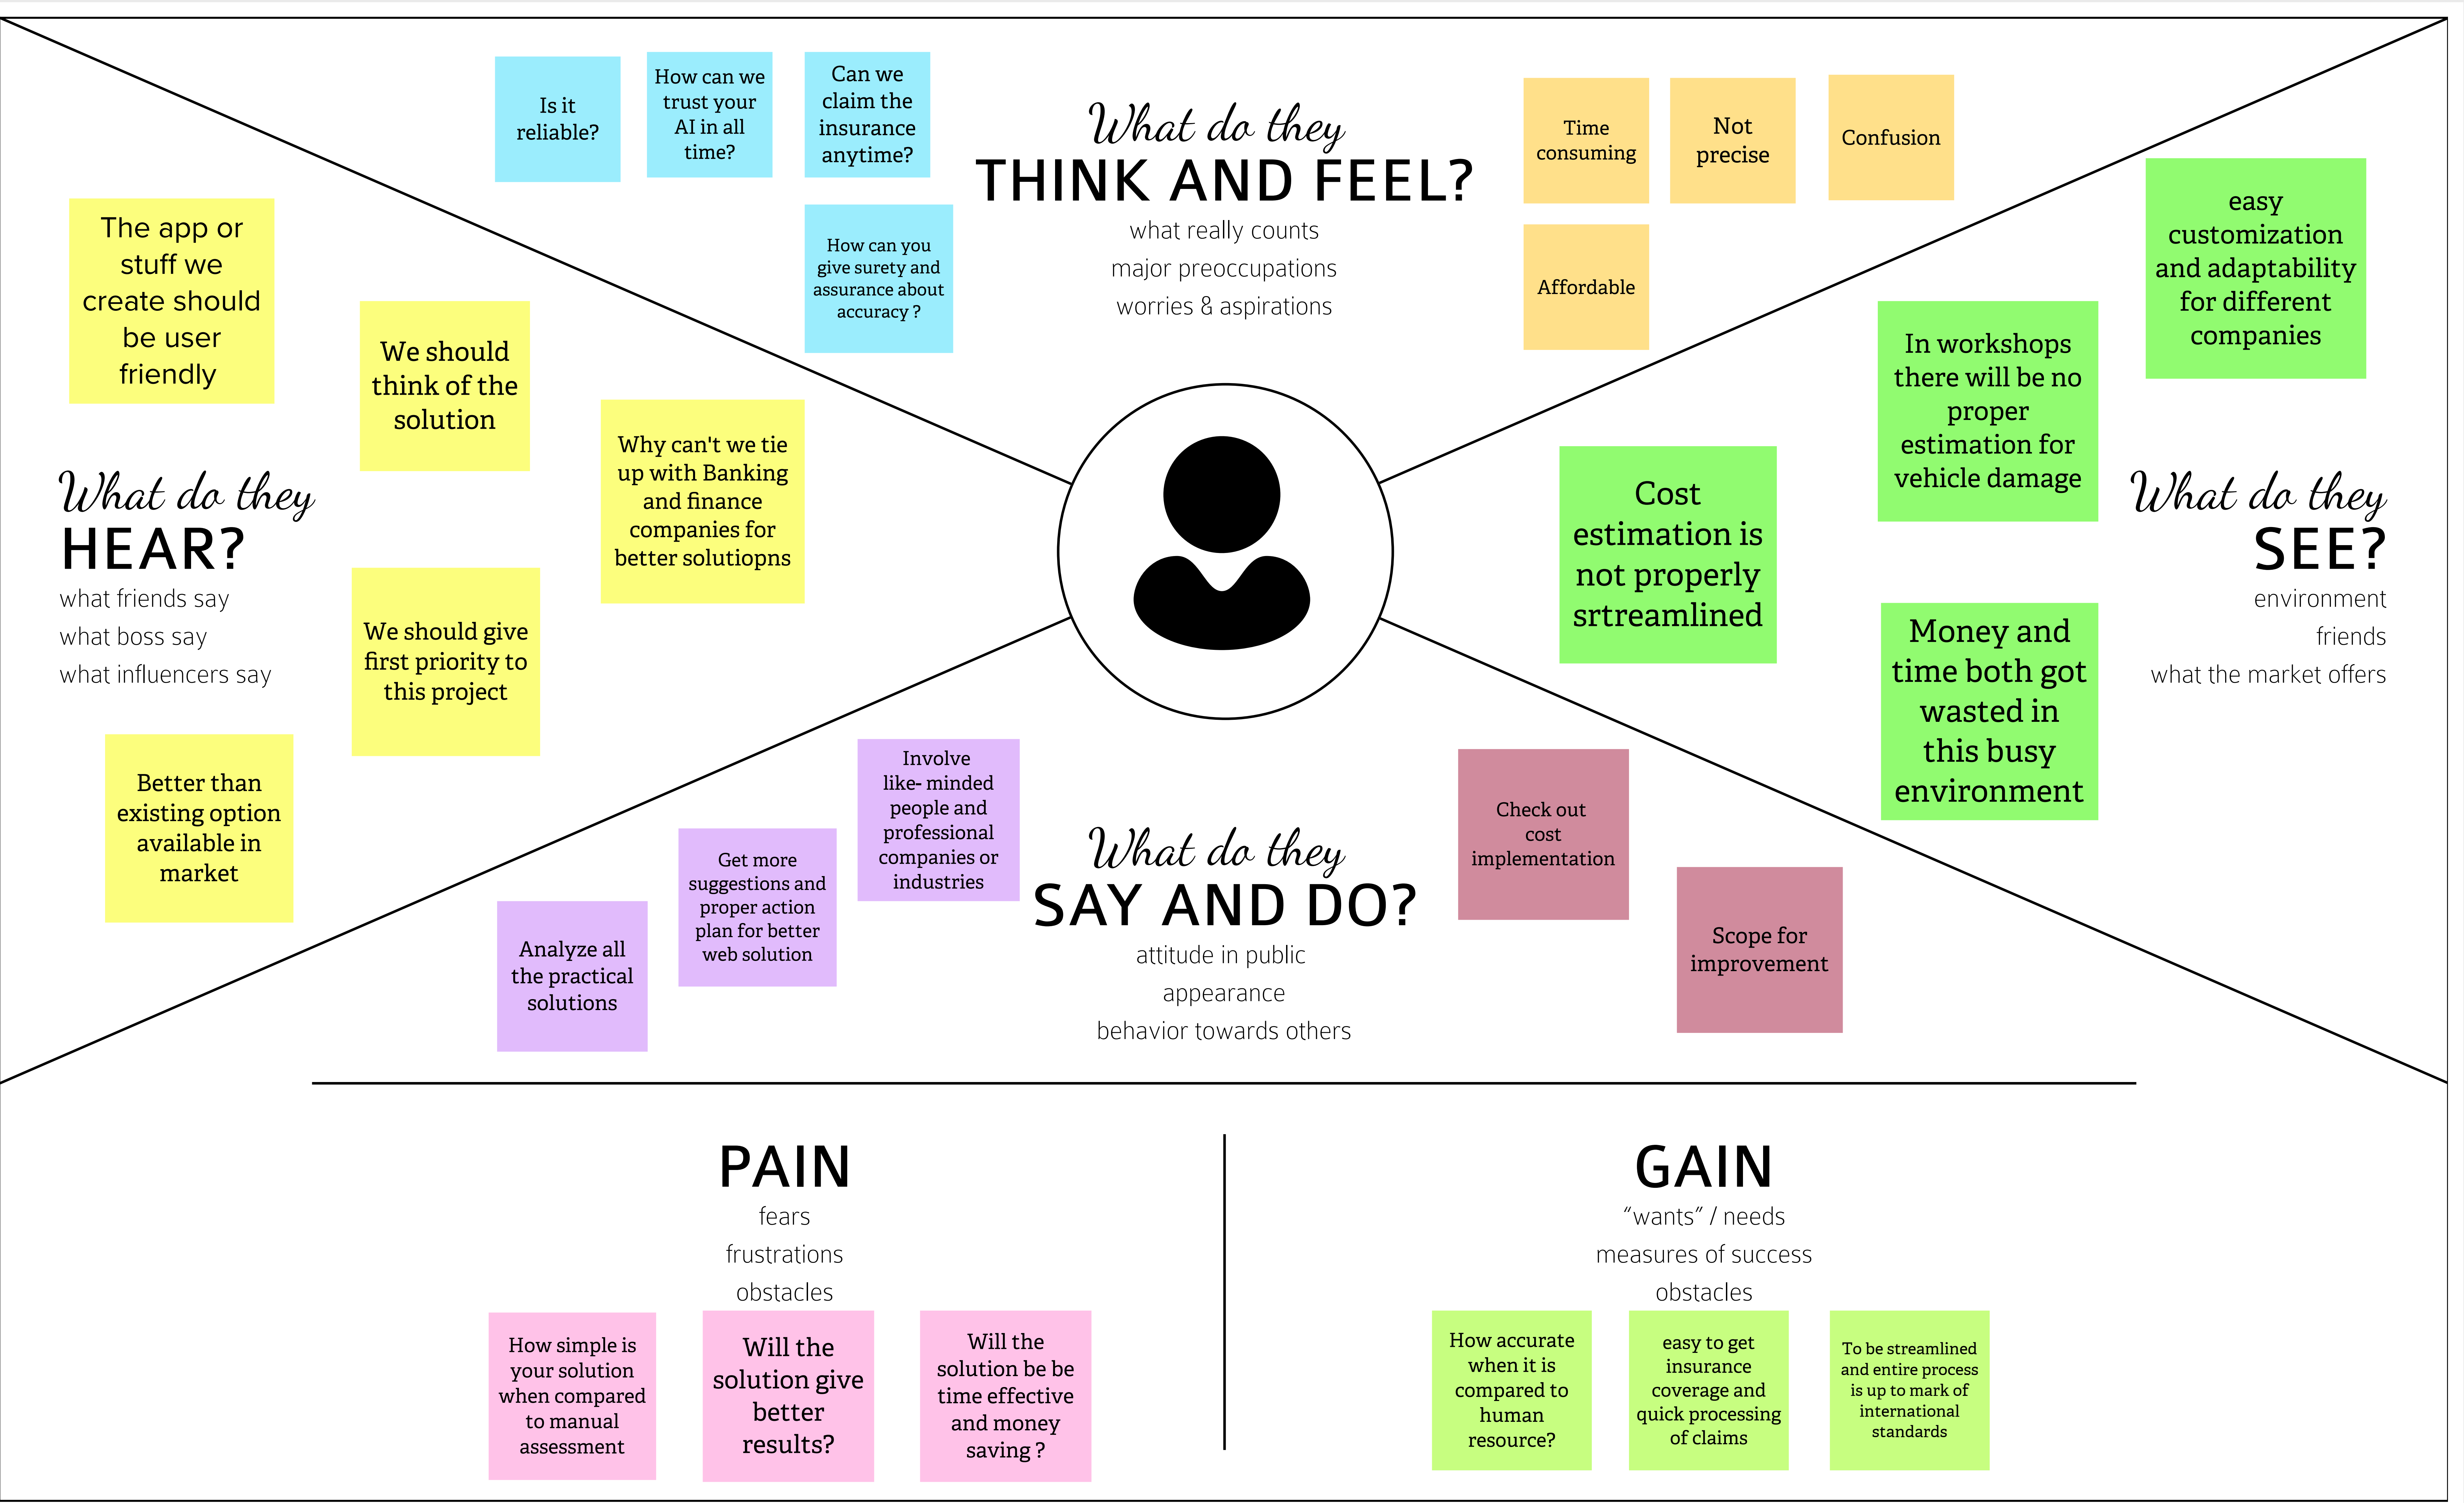 Is it
reliable?
How can we
trust your
AI in all
time?
Can we
claim the
insurance
anytime?
How can you
give surety and
assurance about
accuracy ?
What do they
THINK AND FEEL?
what really counts
major preoccupations
worries & aspirations
Time
consuming
Not
precise
Confusion
Affordable
The app or
stuff we
create should
be user
friendly
We should
think of the
solution
Why can't we tie
up with Banking
and finance
companies for
better solutiopns
What do they
HEAR?
what friends say
what boss say
what influencers say
We should give
first priority to
this project
Better than
existing option
available in
market
easy
customization
and adaptability
for different
companies
In workshops
there will be no
proper
estimation for
vehicle damage
Cost
estimation is
not properly
srtreamlined
What do they
SEE?
environment
friends
what the market offers
Money and
time both got
wasted in
this busy
environment
Involve
like- minded
people and
professional
companies or
industries
Get more
suggestions and
proper action
plan for better
web solution
Analyze all
the practical
solutions
What do they
SAY AND DO?
attitude in public
appearance
behavior towards others
Check out
cost
implementation
Scope for
improvement
PAIN
fears
frustrations
obstacles
How simple is
your solution
when compared
to manual
assessment
Will the
solution give
better
results?
Will the
solution be be
time effective
and money
saving ?
GAIN
“wants” / needs
measures of success
obstacles
How accurate
when it is
compared to
human
resource?
easy to get
insurance
coverage and
quick processing
of claims
To be streamlined
and entire process
is up to mark of
international
standards